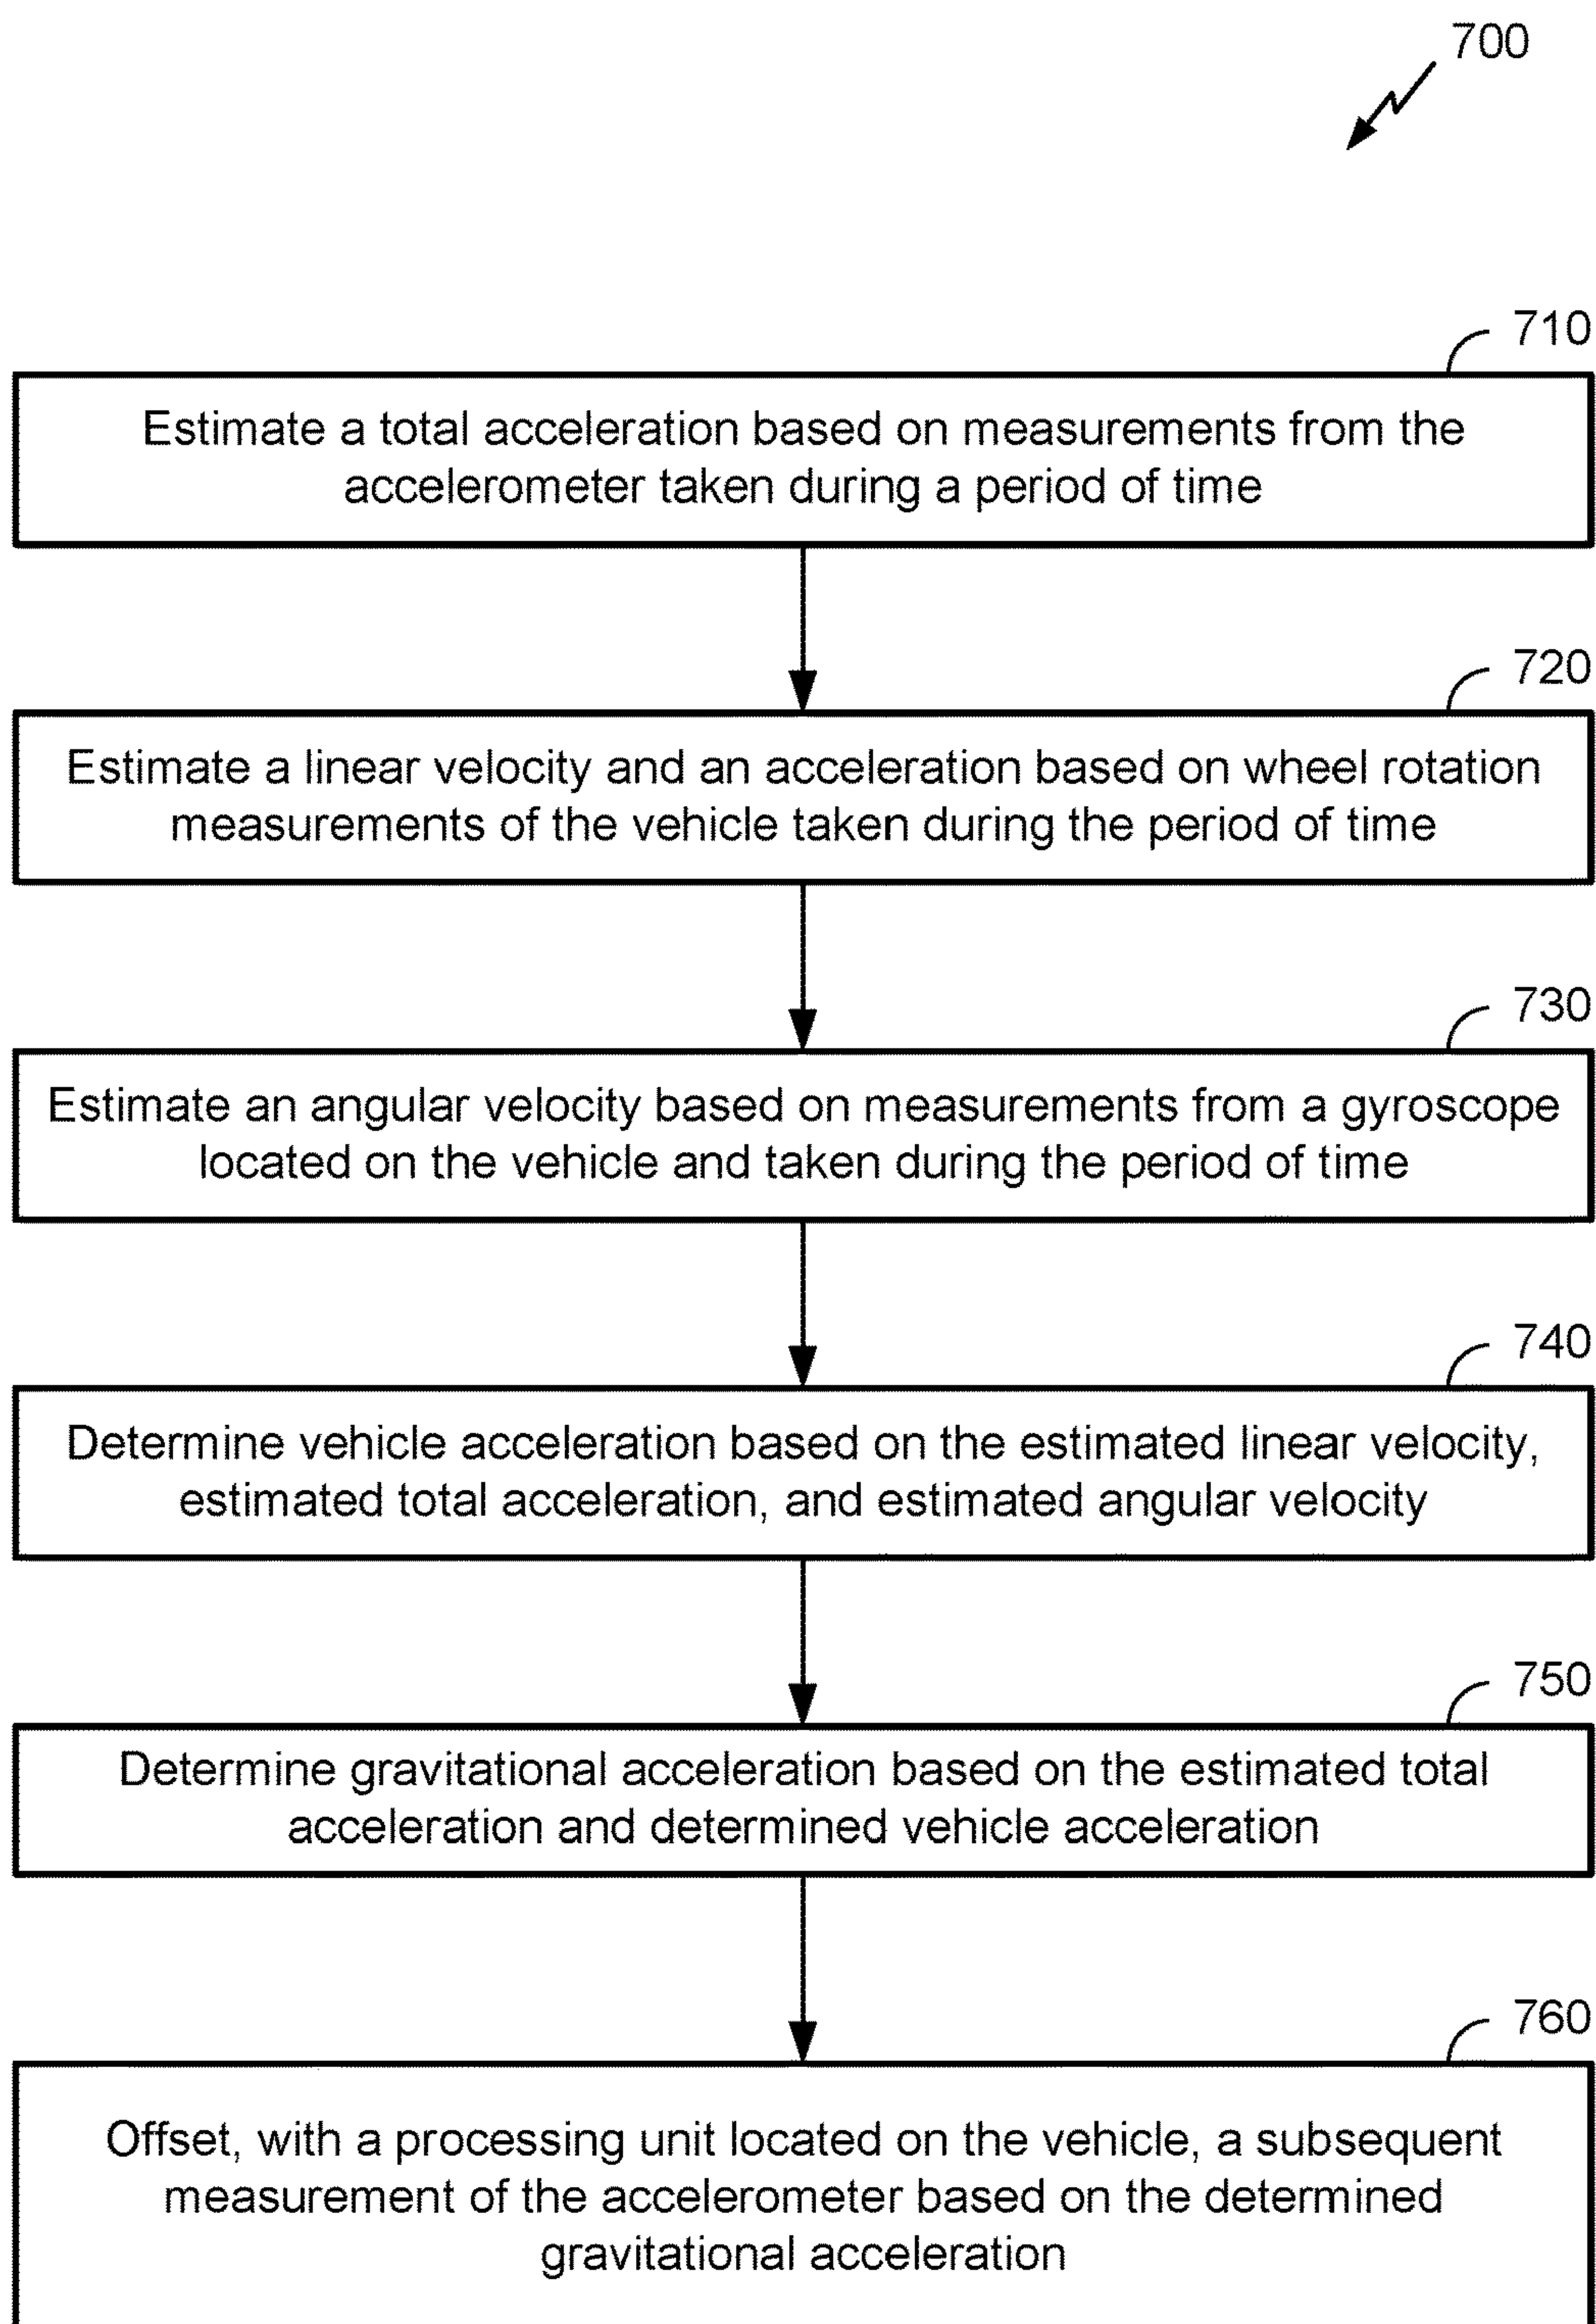 700
710
Estimate a total acceleration based on measurements from the
accelerometer taken during a period of time
720
Estimate a linear velocity and an acceleration based on wheel rotation
measurements of the vehicle taken during the period of time
730
Estimate an angular velocity based on measurements from a gyroscope
located on the vehicle and taken during the period of time
740
Determine vehicle acceleration based on the estimated linear velocity,
estimated total acceleration, and estimated angular velocity
750
Determine gravitational acceleration based on the estimated total
acceleration and determined vehicle acceleration
760
Offset, with a processing unit located on the vehicle, a subsequent
measurement of the accelerometer based on the determined
gravitational acceleration